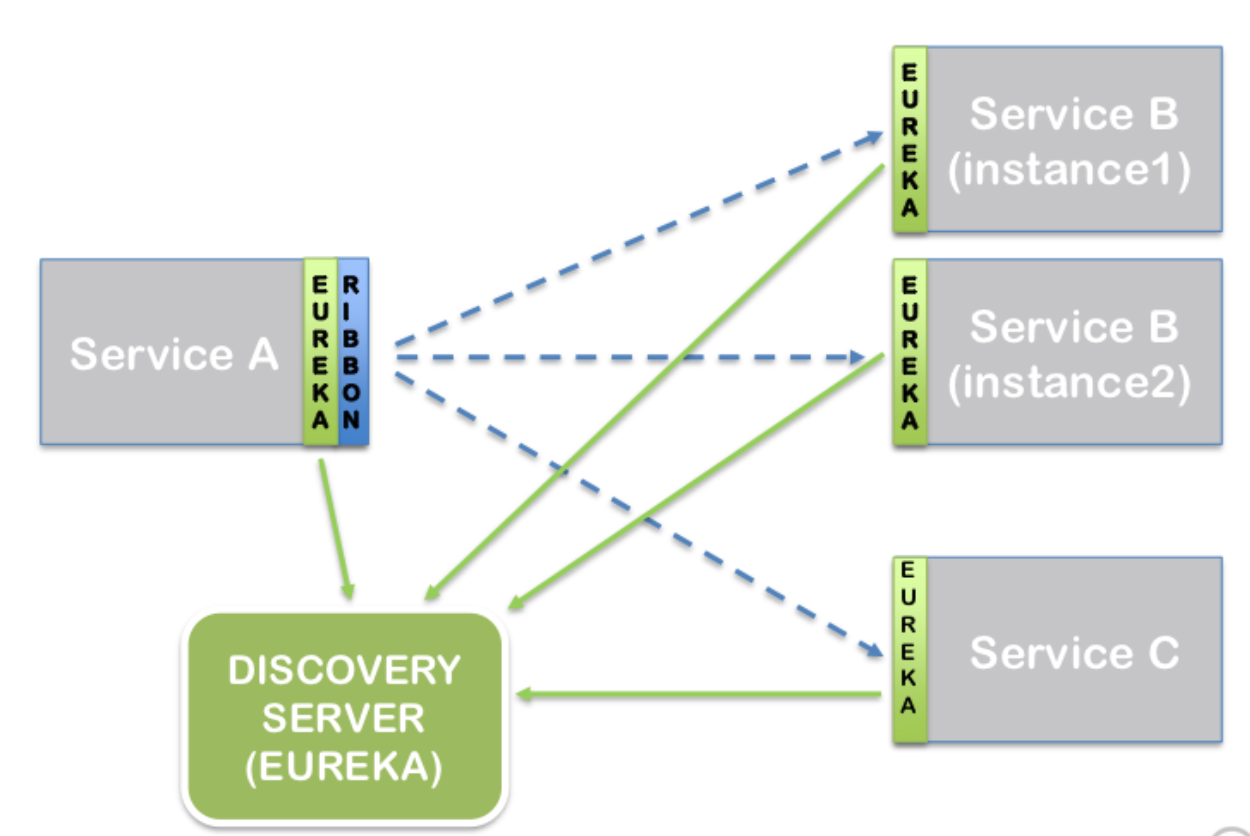 EUREKA
Service B
(instance1)
Service A
EUREKA
RIBBON
EUREKA
Service B
(instance2)
EUREKA
Service C
DISCOVERY
SERVER
(EUREKA)